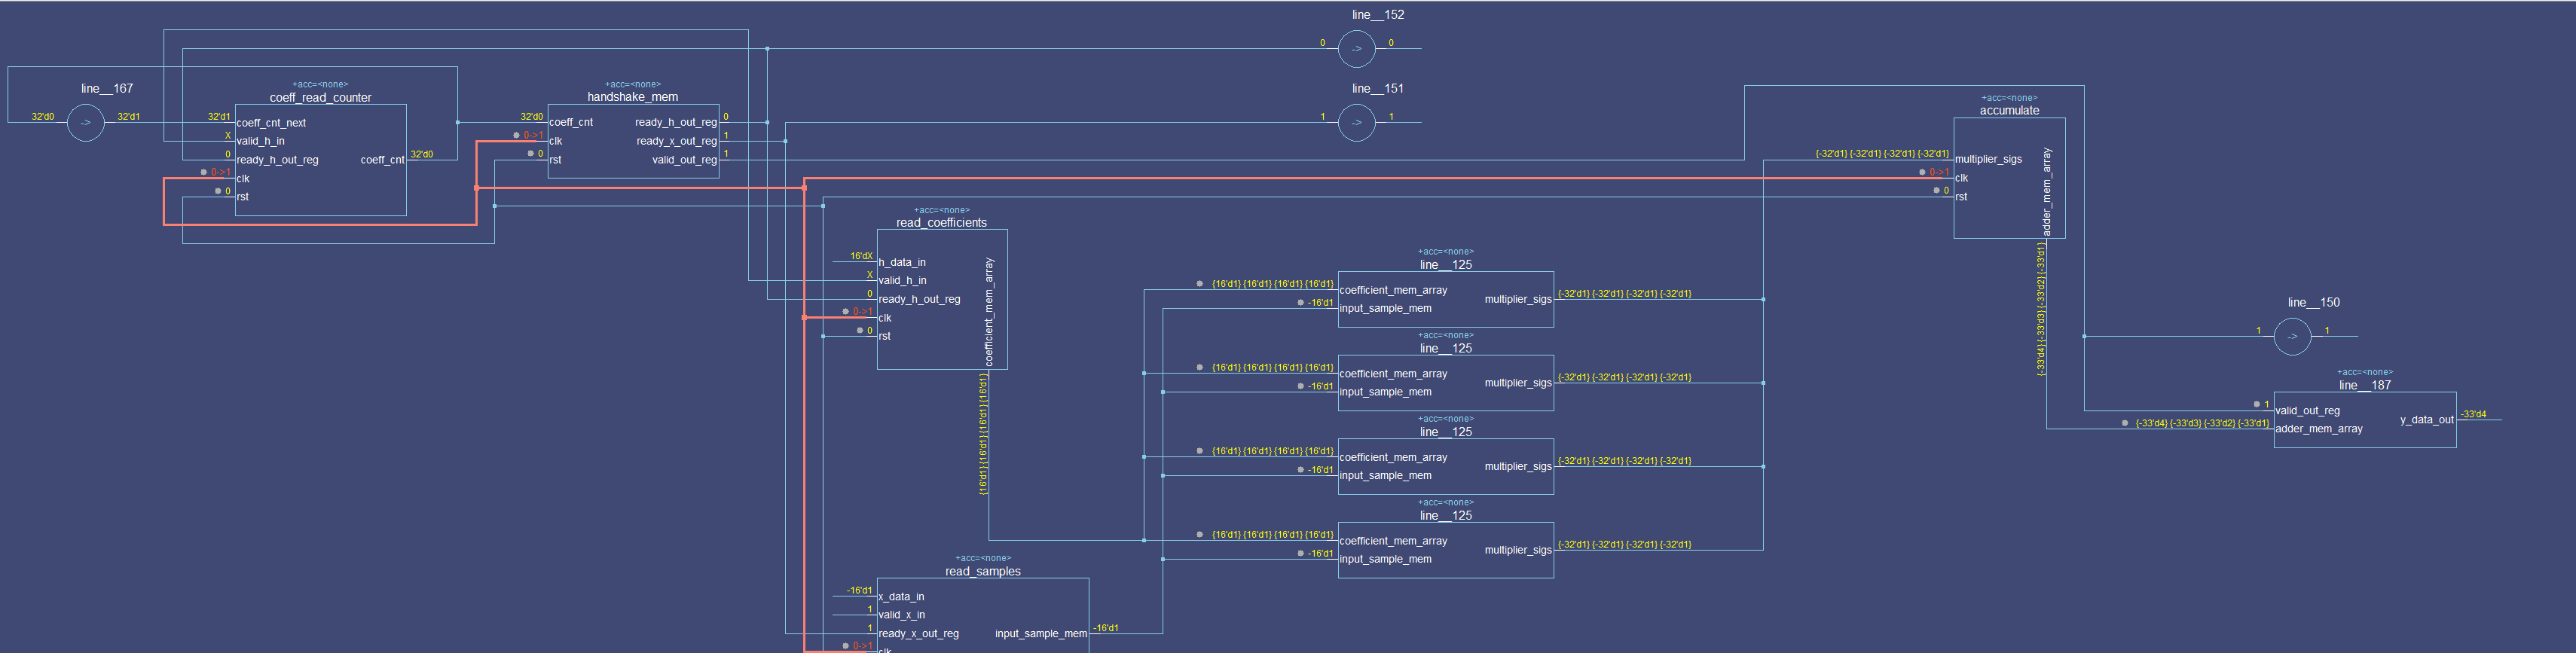 line__152
0
->
0
line__151
1
->
1
line__167
32'd0
->
32'd1
+acc=<none>
coeff_read_counter
32'd1
coeff_cnt_next
X
valid_h_in
0
ready_h_out_reg
coeff_cnt
32'd0
0->1
clk
0
rst
+acc=<none>
handshake_mem
32'd0
coeff_cnt
ready_h_out_reg
0
0->1
clk
ready_x_out_reg
1
0
rst
valid_out_reg
1
+acc=<none>
accumulate
{-32'd1} {-32'd1} {-32'd1} {-32'd1}
multiplier_sigs
0->1
clk
0
rst
adder_mem_array
{-33'd4} {-33'd3} {-33'd2} {-33'd1}
+acc=<none>
read_coefficients
16'dX
h_data_in
X
valid_h_in
0
ready_h_out_reg
0->1
clk
0
rst
coefficient_mem_array
{16'd1} {16'd1} {16'd1} {16'd1}
+acc=<none>
line__125
{16'd1} {16'd1} {16'd1} {16'd1}
coefficient_mem_array
-16'd1
input_sample_mem
multiplier_sigs
{-32'd1} {-32'd1} {-32'd1} {-32'd1}
+acc=<none>
line__125
{16'd1} {16'd1} {16'd1} {16'd1}
coefficient_mem_array
-16'd1
input_sample_mem
multiplier_sigs
{-32'd1} {-32'd1} {-32'd1} {-32'd1}
+acc=<none>
line__125
{16'd1} {16'd1} {16'd1} {16'd1}
coefficient_mem_array
-16'd1
input_sample_mem
multiplier_sigs
{-32'd1} {-32'd1} {-32'd1} {-32'd1}
+acc=<none>
line__125
{16'd1} {16'd1} {16'd1} {16'd1}
coefficient_mem_array
-16'd1
input_sample_mem
multiplier_sigs
{-32'd1} {-32'd1} {-32'd1} {-32'd1}
line__150
1
->
1
+acc=<none>
line__187
1
valid_out_reg
{-33'd4} {-33'd3} {-33'd2} {-33'd1}
adder_mem_array
y_data_out
-33'd4
+acc=<none>
read_samples
-16'd1
x_data_in
1
valid_x_in
1
ready_x_out_reg
input_sample_mem
-16'd1
0->1
clk